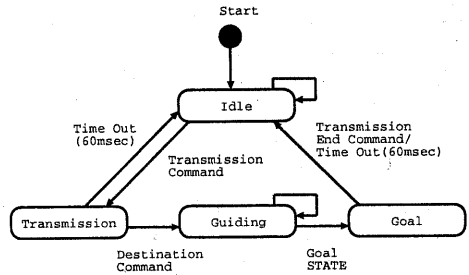 Start
Idle
Time Out
(60msec)
Transmission
End Command/
Time Out(60msec)
Transmission
Command
Transmission
Guiding
Goal
Destination
Command
Goal
STATE